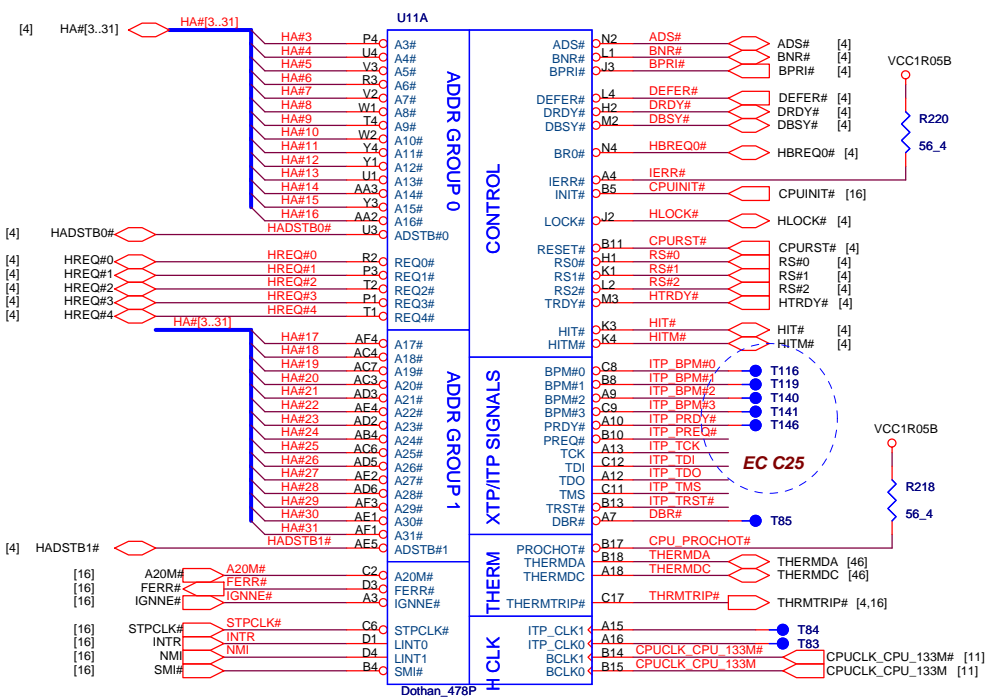 U11A
[4] HA#[3..31] HA#[3..31]
HA#3 P4 A3# ADS# N2 ADS# ADS# [4]
HA#4 U4 A4# BNR# L1 BNR# BNR# [4]
HA#5 V3 A5# BPRI# J3 BPRI# BPRI# [4]
VCC1R05B
HA#6 R3 A6#
HA#7 V2 A7# DEFER# L4 DEFER# DEFER# [4]
HA#8 W1 A8# DRDY# H2 DRDY# DRDY# [4]
HA#9 T4 A9# DBSY# M2 DBSY# DBSY# [4]
R220
56_4
HA#10 W2 A10#
HA#11 Y4 A11# BR0# N4 HBREQ0# HBREQ0# [4]
HA#12 Y1 A12#
HA#13 U1 A13# IERR# A4 IERR#
HA#14 AA3 A14# INIT# B5 CPUINIT# CPUINIT# [16]
HA#15 Y3 A15#
HA#16 AA2 A16# LOCK# J2 HLOCK# HLOCK# [4]
[4] HADSTB0# HADSTB0# U3 ADSTB#0
ADDR GROUP 0
CONTROL
RESET# B11 CPURST# CPURST# [4]
[4] HREQ#0 HREQ#0 R2 REQ0# RS0# H1 RS#0 RS#0 [4]
[4] HREQ#1 HREQ#1 P3 REQ1# RS1# K1 RS#1 RS#1 [4]
[4] HREQ#2 HREQ#2 T2 REQ2# RS2# L2 RS#2 RS#2 [4]
[4] HREQ#3 HREQ#3 P1 REQ3# TRDY# M3 HTRDY# HTRDY# [4]
[4] HREQ#4 HREQ#4 T1 REQ4#
HA#[3..31]
HIT# K3 HIT# HIT# [4]
HA#17 AF4 A17# HITM# K4 HITM# HITM# [4]
HA#18 AC4 A18#
HA#19 AC7 A19# BPM#0 C8 ITP_BPM#0 T116
HA#20 AC3 A20# BPM#1 B8 ITP_BPM#1 T119
HA#21 AD3 A21# BPM#2 A9 ITP_BPM#2 T140
HA#22 AE4 A22# BPM#3 C9 ITP_BPM#3 T141
HA#23 AD2 A23# PRDY# A10 ITP_PRDY# T146
HA#24 AB4 A24# PREQ# B10 ITP_PREQ#
VCC1R05B
HA#25 AC6 A25# TCK A13 ITP_TCK
HA#26 AD5 A26# TDI C12 ITP_TDI
EC C25
HA#27 AE2 A27# TDO A12 ITP_TDO
HA#28 AD6 A28# TMS C11 ITP_TMS
HA#29 AF3 A29# TRST# B13 ITP_TRST#
HA#30 AE1 A30# DBR# A7 DBR# T85
HA#31 AF1 A31#
R218
56_4
ADDR GROUP 1
XTP/ITP SIGNALS
[4] HADSTB1# HADSTB1# AE5 ADSTB#1 PROCHOT# B17 CPU_PROCHOT#
THERMDA B18 THERMDA THERMDA [46]
[16] A20M# A20M# C2 A20M# THERMDC A18 THERMDC THERMDC [46]
[16] FERR# FERR# D3 FERR#
[16] IGNNE# IGNNE# A3 IGNNE# THERMTRIP# C17 THRMTRIP# THRMTRIP# [4,16]
THERM
[16] STPCLK# STPCLK# C6 STPCLK# ITP_CLK1 A15 T84
[16] INTR INTR D1 LINT0 ITP_CLK0 A16 T83
[16] NMI NMI D4 LINT1 BCLK1 B14 CPUCLK_CPU_133M# CPUCLK_CPU_133M# [11]
[16] SMI# B4 SMI# BCLK0 B15 CPUCLK_CPU_133M CPUCLK_CPU_133M [11]
H CLK
Dothan_478P